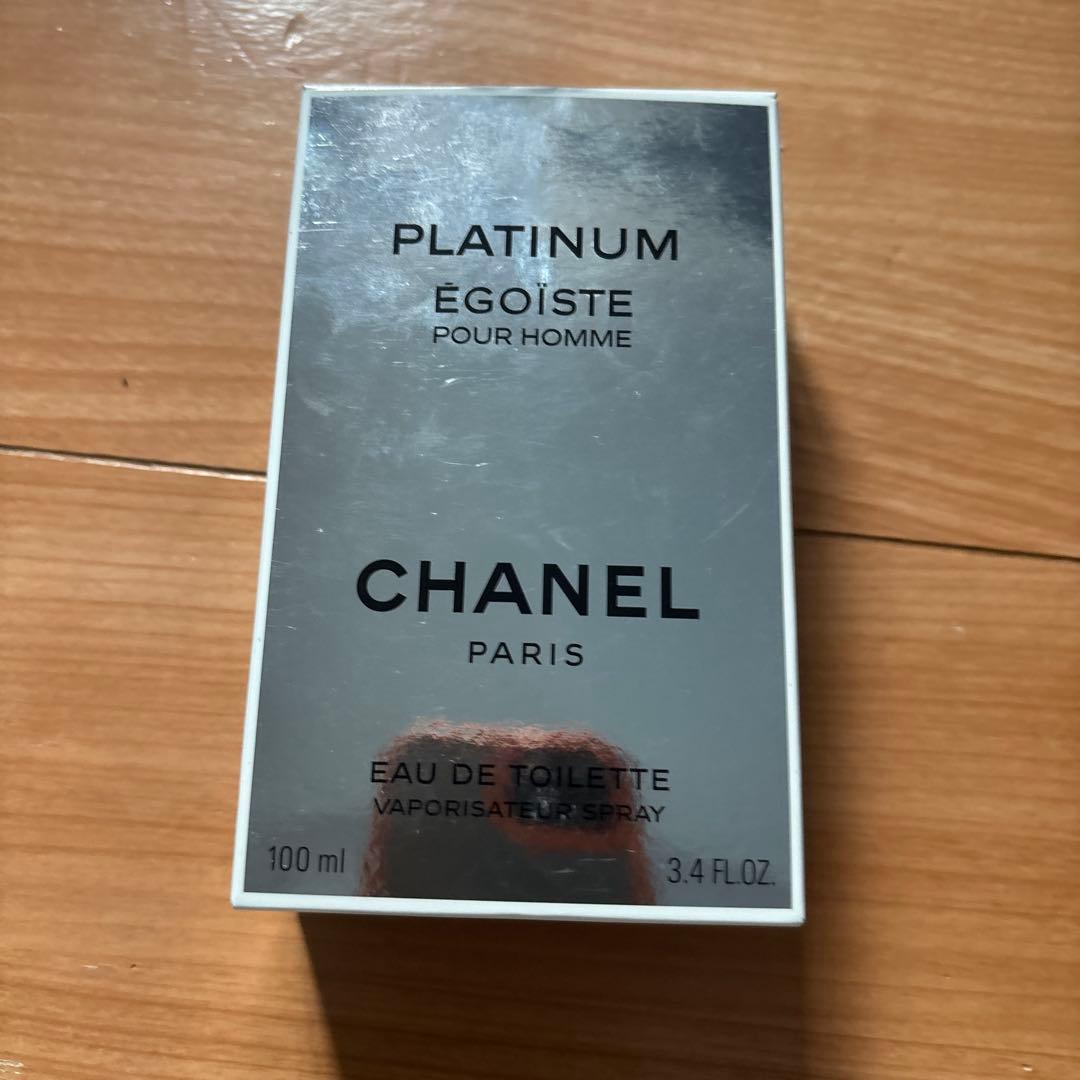 PLATINUM
ÉGOÏSTE
POUR HOMME
CHANEL
PARIS
EAU DE TOILETTE
VAPORISATEUR SPRAY
100 ml
3.4 FL.OZ.